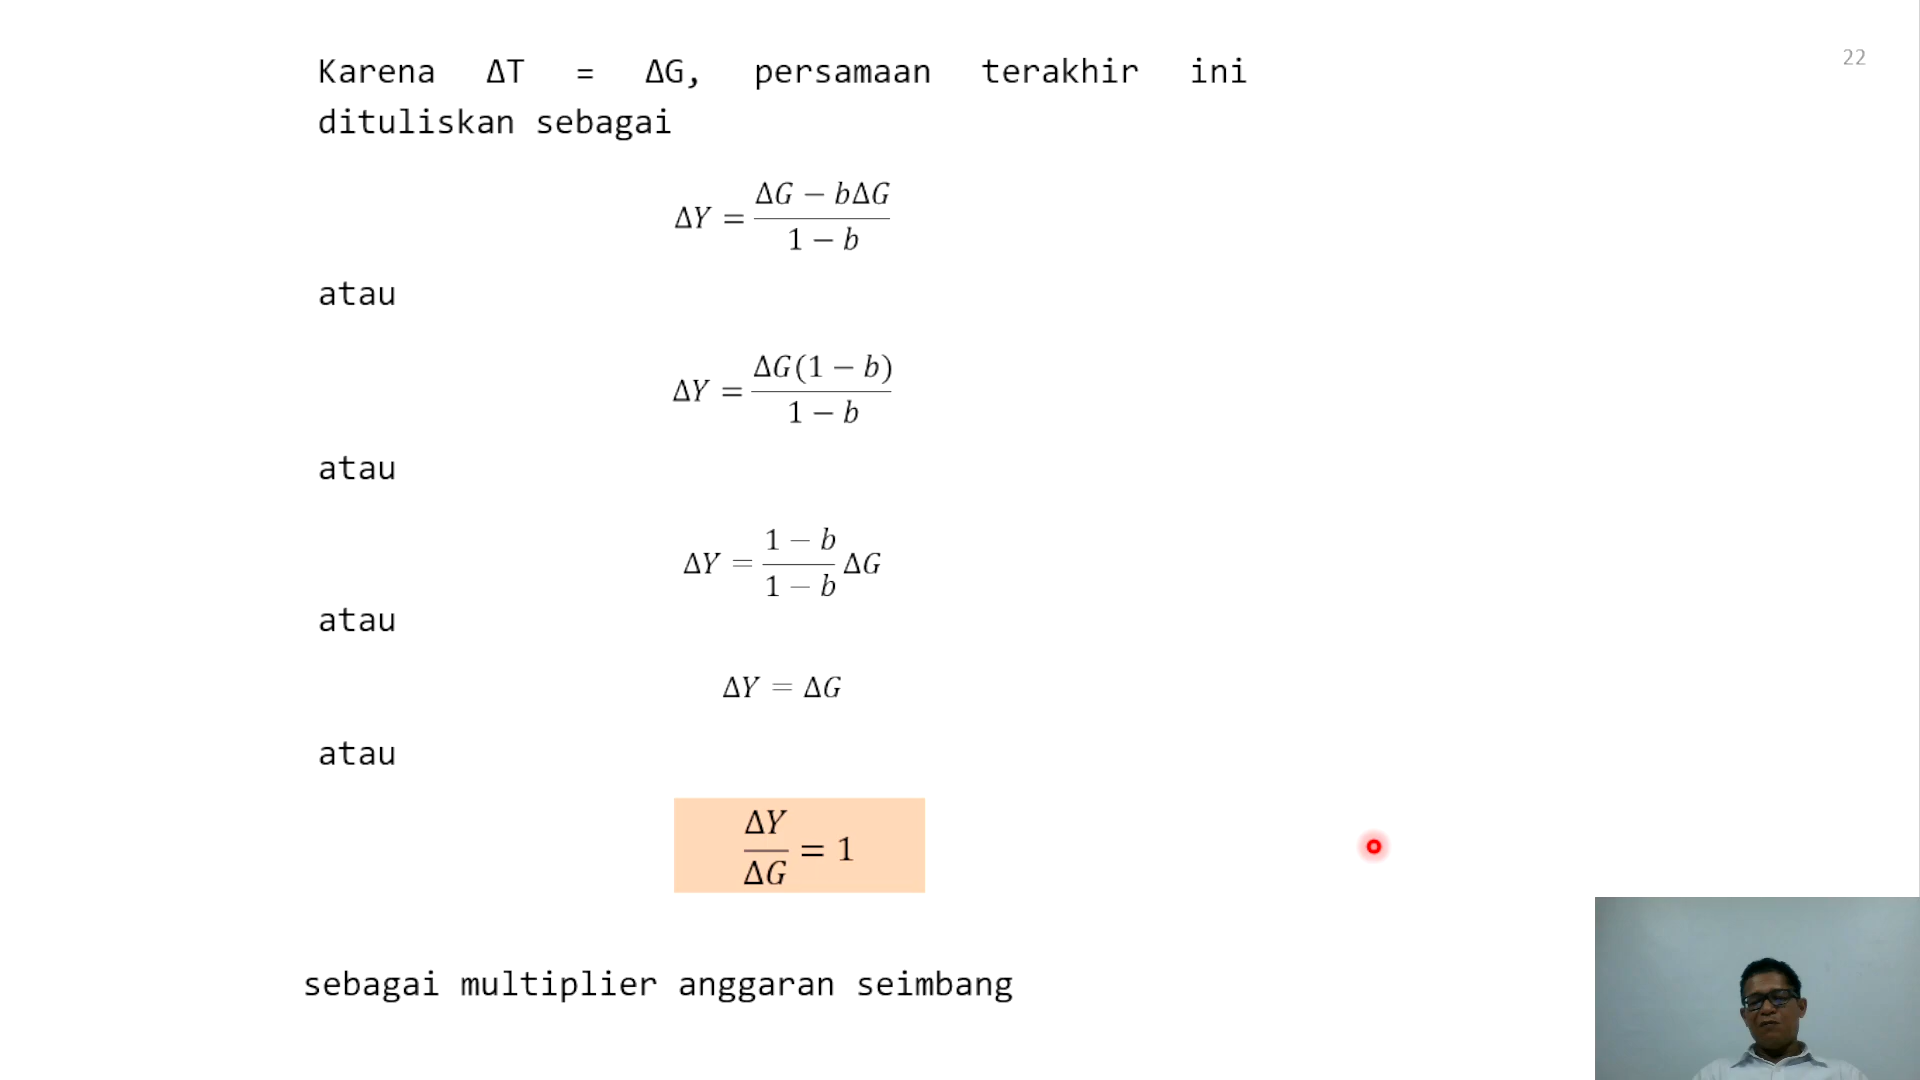 22
Karena ΔT = ΔG, persamaan terakhir ini
dituliskan sebagai
ΔY = (ΔG − bΔG)/(1 − b)
atau
ΔY = ΔG(1 − b)/(1 − b)
atau
ΔY = (1 − b)/(1 − b) ΔG
atau
ΔY = ΔG
atau
ΔY/ΔG = 1
sebagai multiplier anggaran seimbang